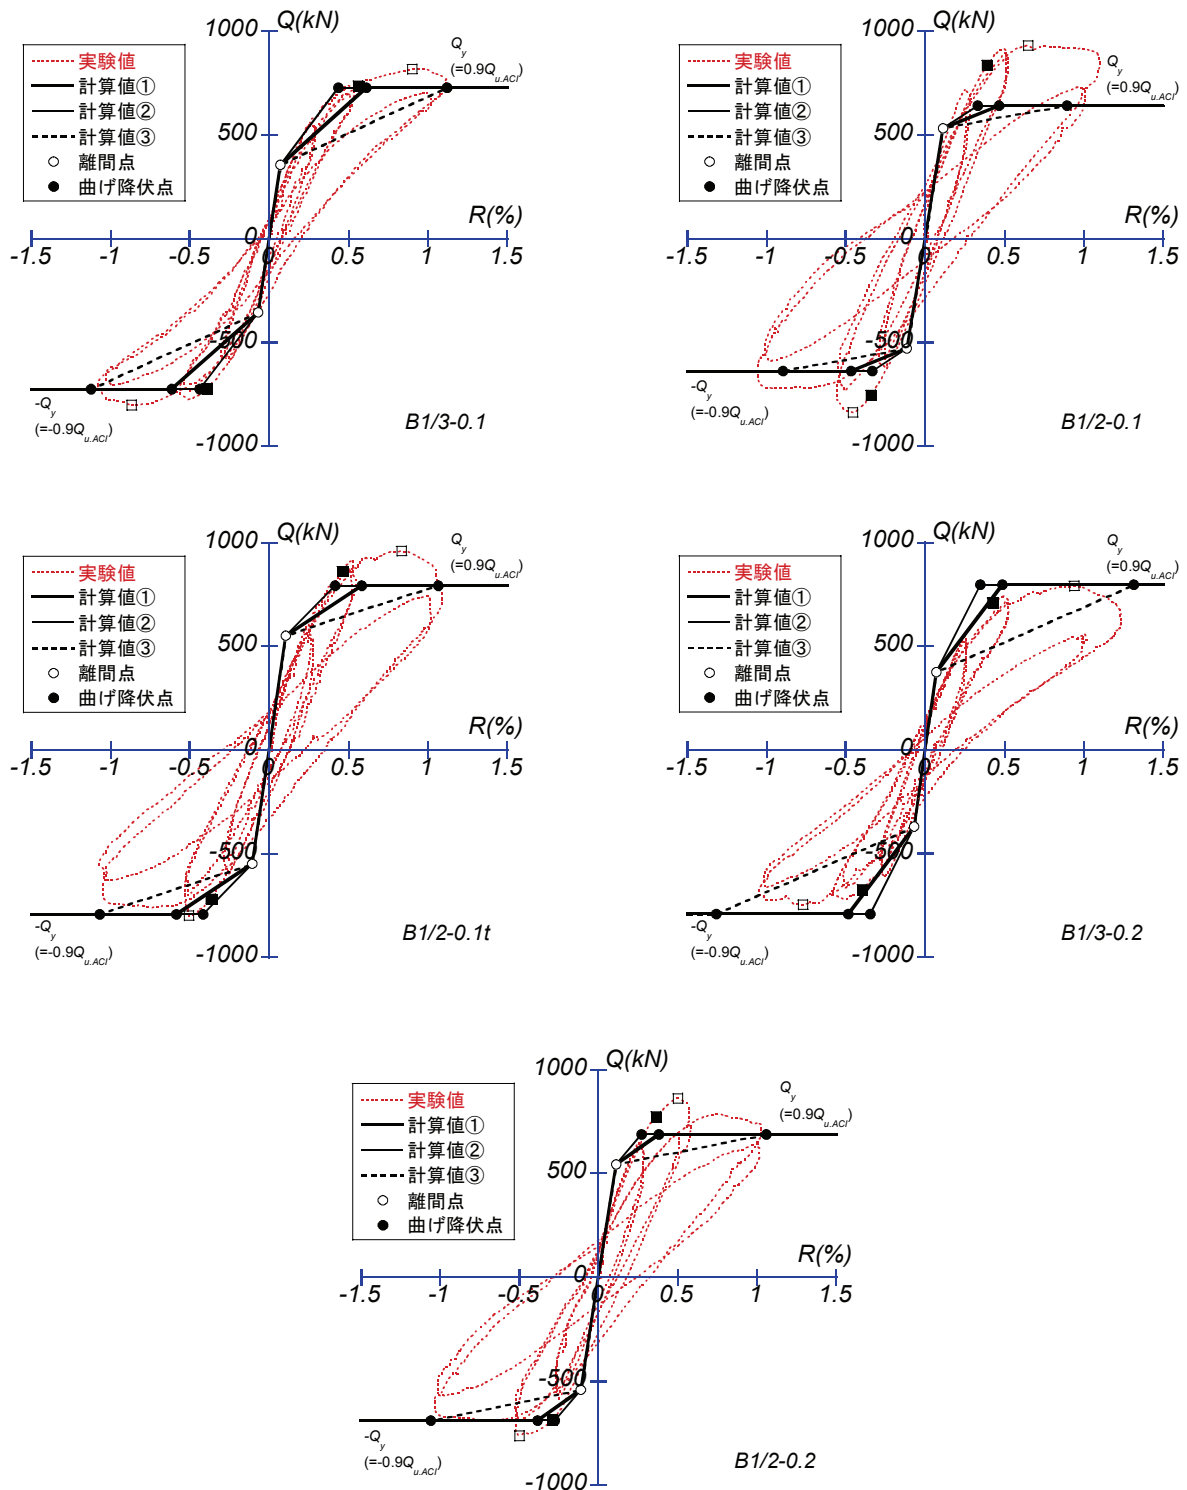 1000
Q(kN)
実験値
計算値①
計算値②
計算値③
離間点
曲げ降伏点
Qy
(=0.9Qu.ACI)
500
R(%)
0
-1.5
-1
-0.5
0
0.5
1
1.5
-500
-Qy
(=-0.9Qu.ACI)
B1/3-0.1
-1000
1000
Q(kN)
実験値
計算値①
計算値②
計算値③
離間点
曲げ降伏点
Qy
(=0.9Qu.ACI)
500
R(%)
0
-1.5
-1
-0.5
0
0.5
1
1.5
-500
-Qy
(=-0.9Qu.ACI)
B1/2-0.1
-1000
1000
Q(kN)
実験値
計算値①
計算値②
計算値③
離間点
曲げ降伏点
Qy
(=0.9Qu.ACI)
500
R(%)
0
-1.5
-1
-0.5
0
0.5
1
1.5
-500
-Qy
(=-0.9Qu.ACI)
B1/2-0.1t
-1000
1000
Q(kN)
実験値
計算値①
計算値②
計算値③
離間点
曲げ降伏点
Qy
(=0.9Qu.ACI)
500
R(%)
0
-1.5
-1
-0.5
0
0.5
1
1.5
-500
-Qy
(=-0.9Qu.ACI)
B1/3-0.2
-1000
1000
Q(kN)
実験値
計算値①
計算値②
計算値③
離間点
曲げ降伏点
Qy
(=0.9Qu.ACI)
500
R(%)
0
-1.5
-1
-0.5
0
0.5
1
1.5
-500
-Qy
(=-0.9Qu.ACI)
B1/2-0.2
-1000